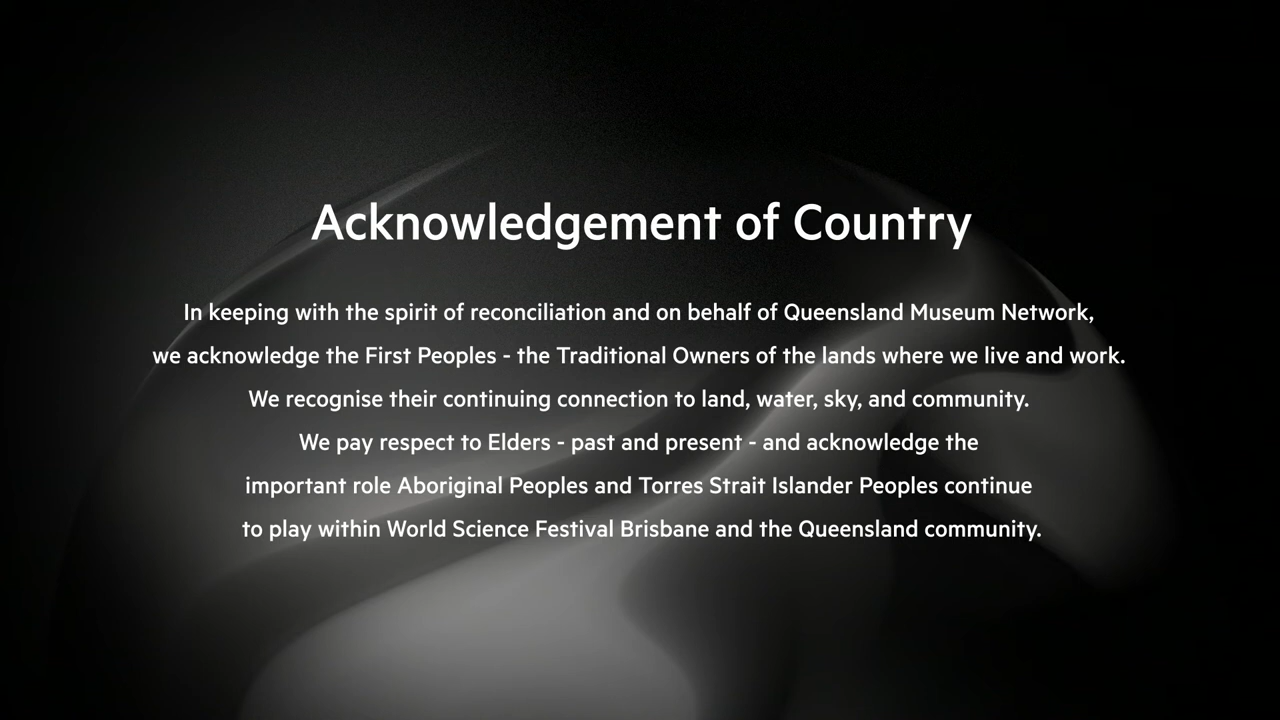 Acknowledgement of Country
In keeping with the spirit of reconciliation and on behalf of Queensland Museum Network,
we acknowledge the First Peoples - the Traditional Owners of the lands where we live and work.
We recognise their continuing connection to land, water, sky, and community.
We pay respect to Elders - past and present - and acknowledge the
important role Aboriginal Peoples and Torres Strait Islander Peoples continue
to play within World Science Festival Brisbane and the Queensland community.